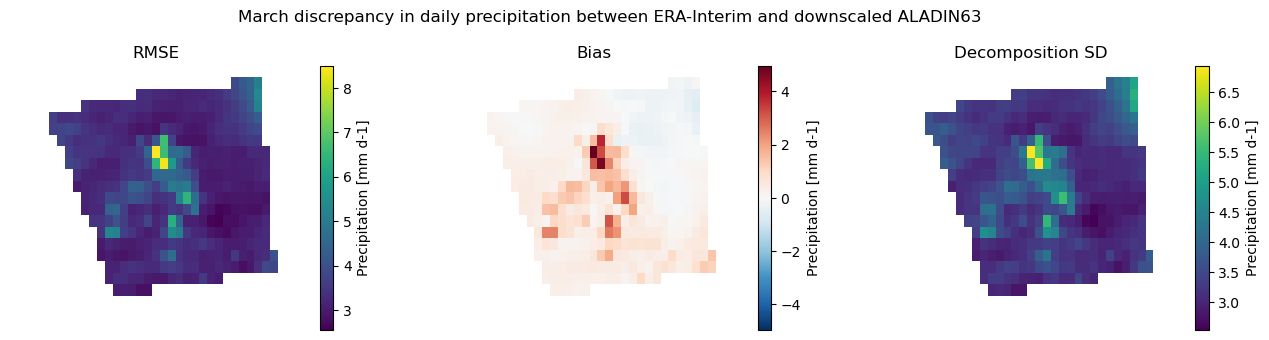 March discrepancy in daily precipitation between ERA-Interim and downscaled ALADIN63
RMSE
8
7
6
5
4
3
Precipitation [mm d-1]
Bias
4
2
0
−2
−4
Precipitation [mm d-1]
Decomposition SD
6.5
6.0
5.5
5.0
4.5
4.0
3.5
3.0
Precipitation [mm d-1]